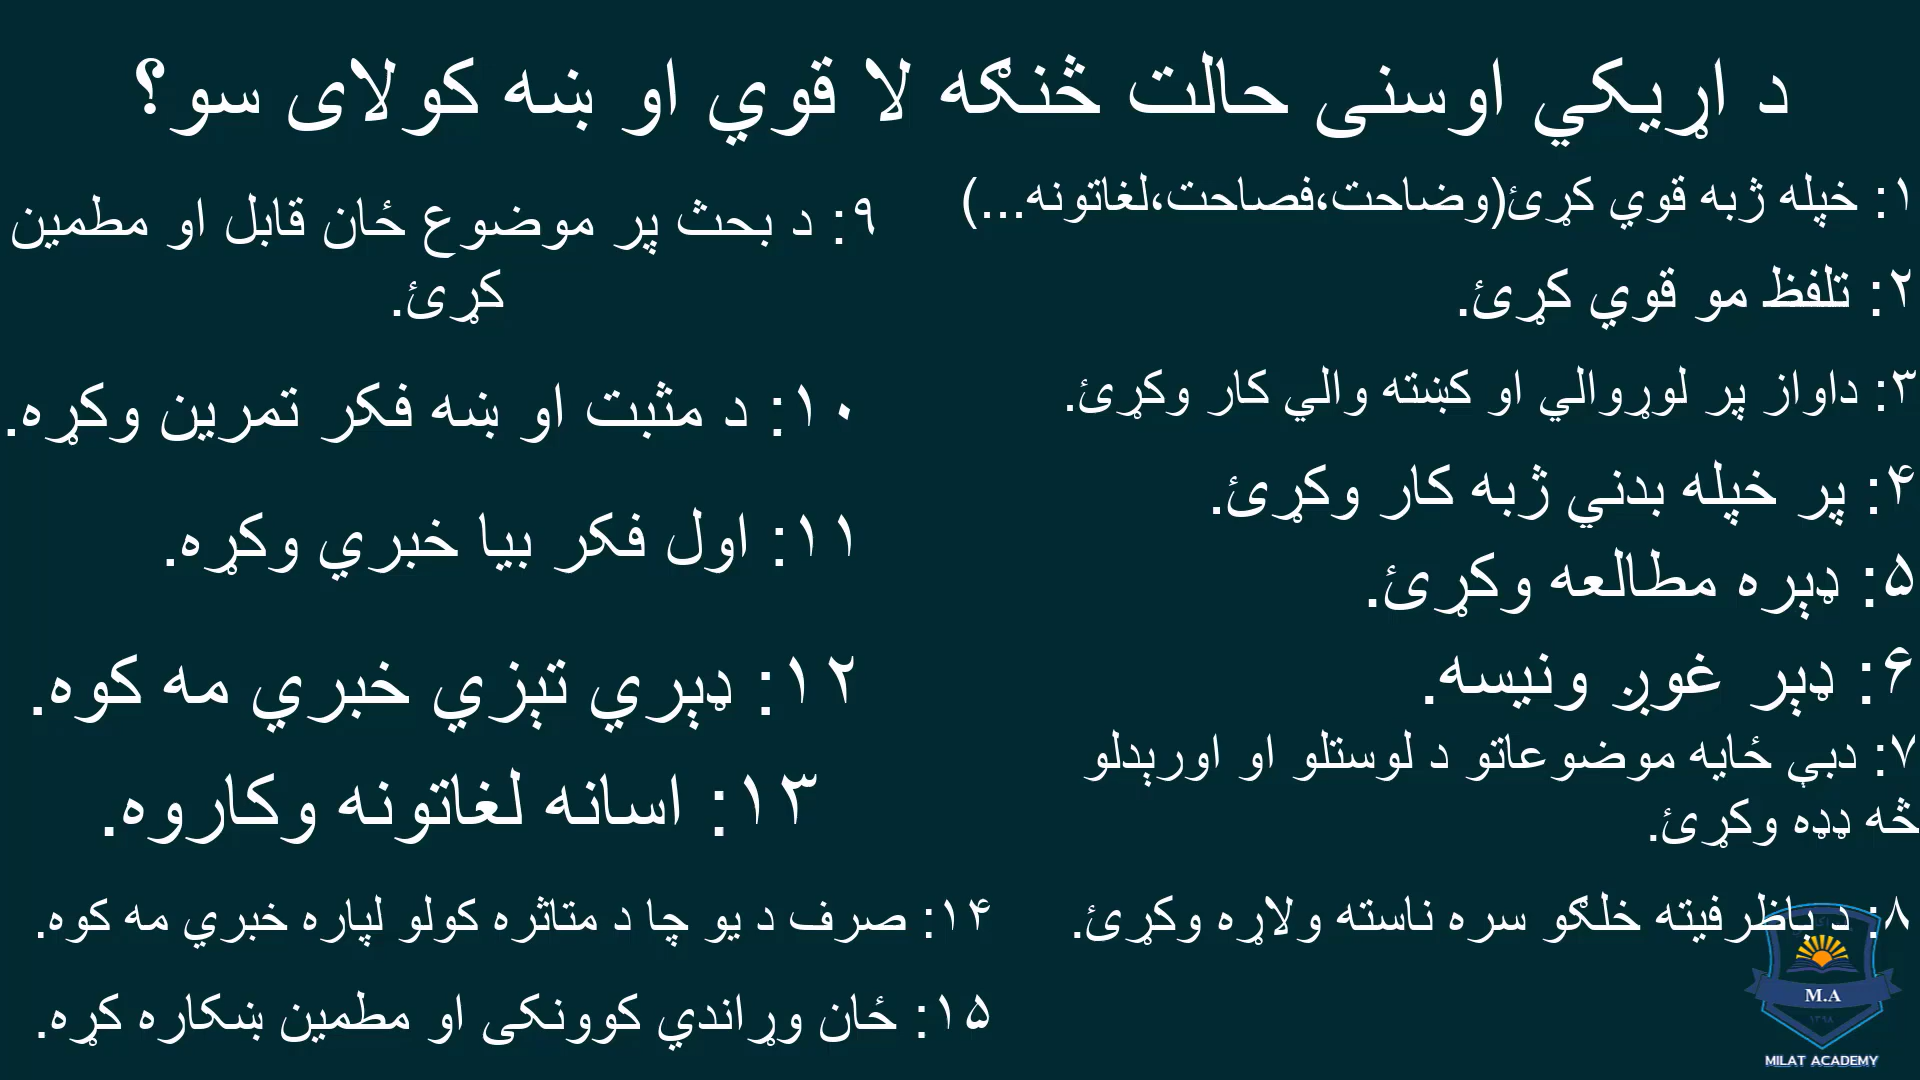 د اړیکي اوسنی حالت څنګه لا قوي او ښه کولای سو؟
۱: خپله ژبه قوي کړئ(وضاحت،فصاحت،لغاتونه...)
۲: تلفظ مو قوي کړئ.
۳: داواز پر لوړوالي او کښته والي کار وکړئ.
۴: پر خپله بدني ژبه کار وکړئ.
۵: ډېره مطالعه وکړئ.
۶: ډېر غوږ ونیسه.
۷: دبې ځایه موضوعاتو د لوستلو او اورېدلو
څه ډډه وکړئ.
۸: د باظرفیته خلګو سره ناسته ولاړه وکړئ.
۹: د بحث پر موضوع ځان قابل او مطمین
کړئ.
۱۰: د مثبت او ښه فکر تمرین وکړه.
۱۱: اول فکر بیا خبري وکړه.
۱۲: ډېري تېزي خبري مه کوه.
۱۳: اسانه لغاتونه وکاروه.
۱۴: صرف د یو چا د متاثره کولو لپاره خبري مه کوه.
۱۵: ځان وړاندي کوونکی او مطمین ښکاره کړه.
M.A
۱۳۹۸
MILAT ACADEMY